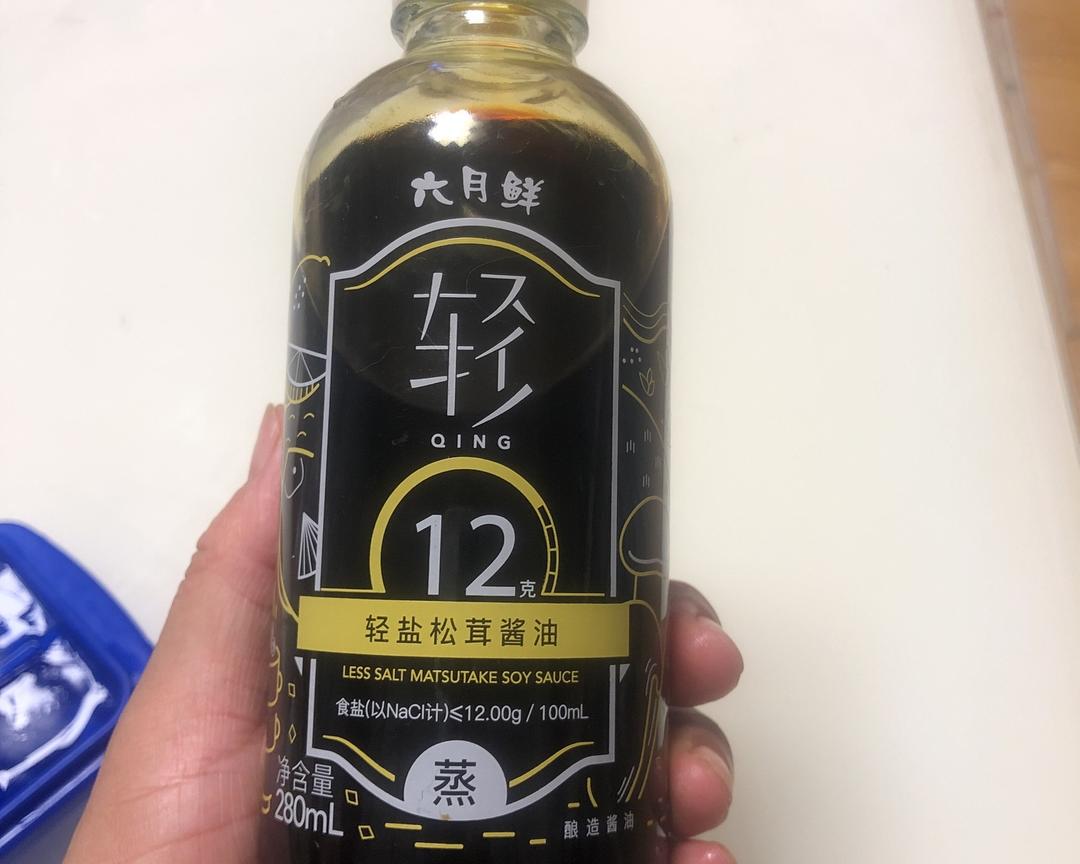 六月鲜
轻
QING
12克
轻盐松茸酱油
LESS SALT MATSUTAKE SOY SAUCE
食盐(以NaCl计)≤12.00g / 100mL
蒸
净含量
280mL
酿造酱油